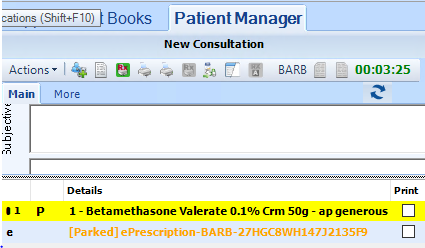 cations (Shift+F10)
t Books
Patient Manager
New Consultation
Actions
BARB
00:03:25
Main
More
Subjective
Details
Print
1 P 1 - Betamethasone Valerate 0.1% Crm 50g - ap generous
e [Parked] ePrescription-BARB-27HGC8WH147J2135F9